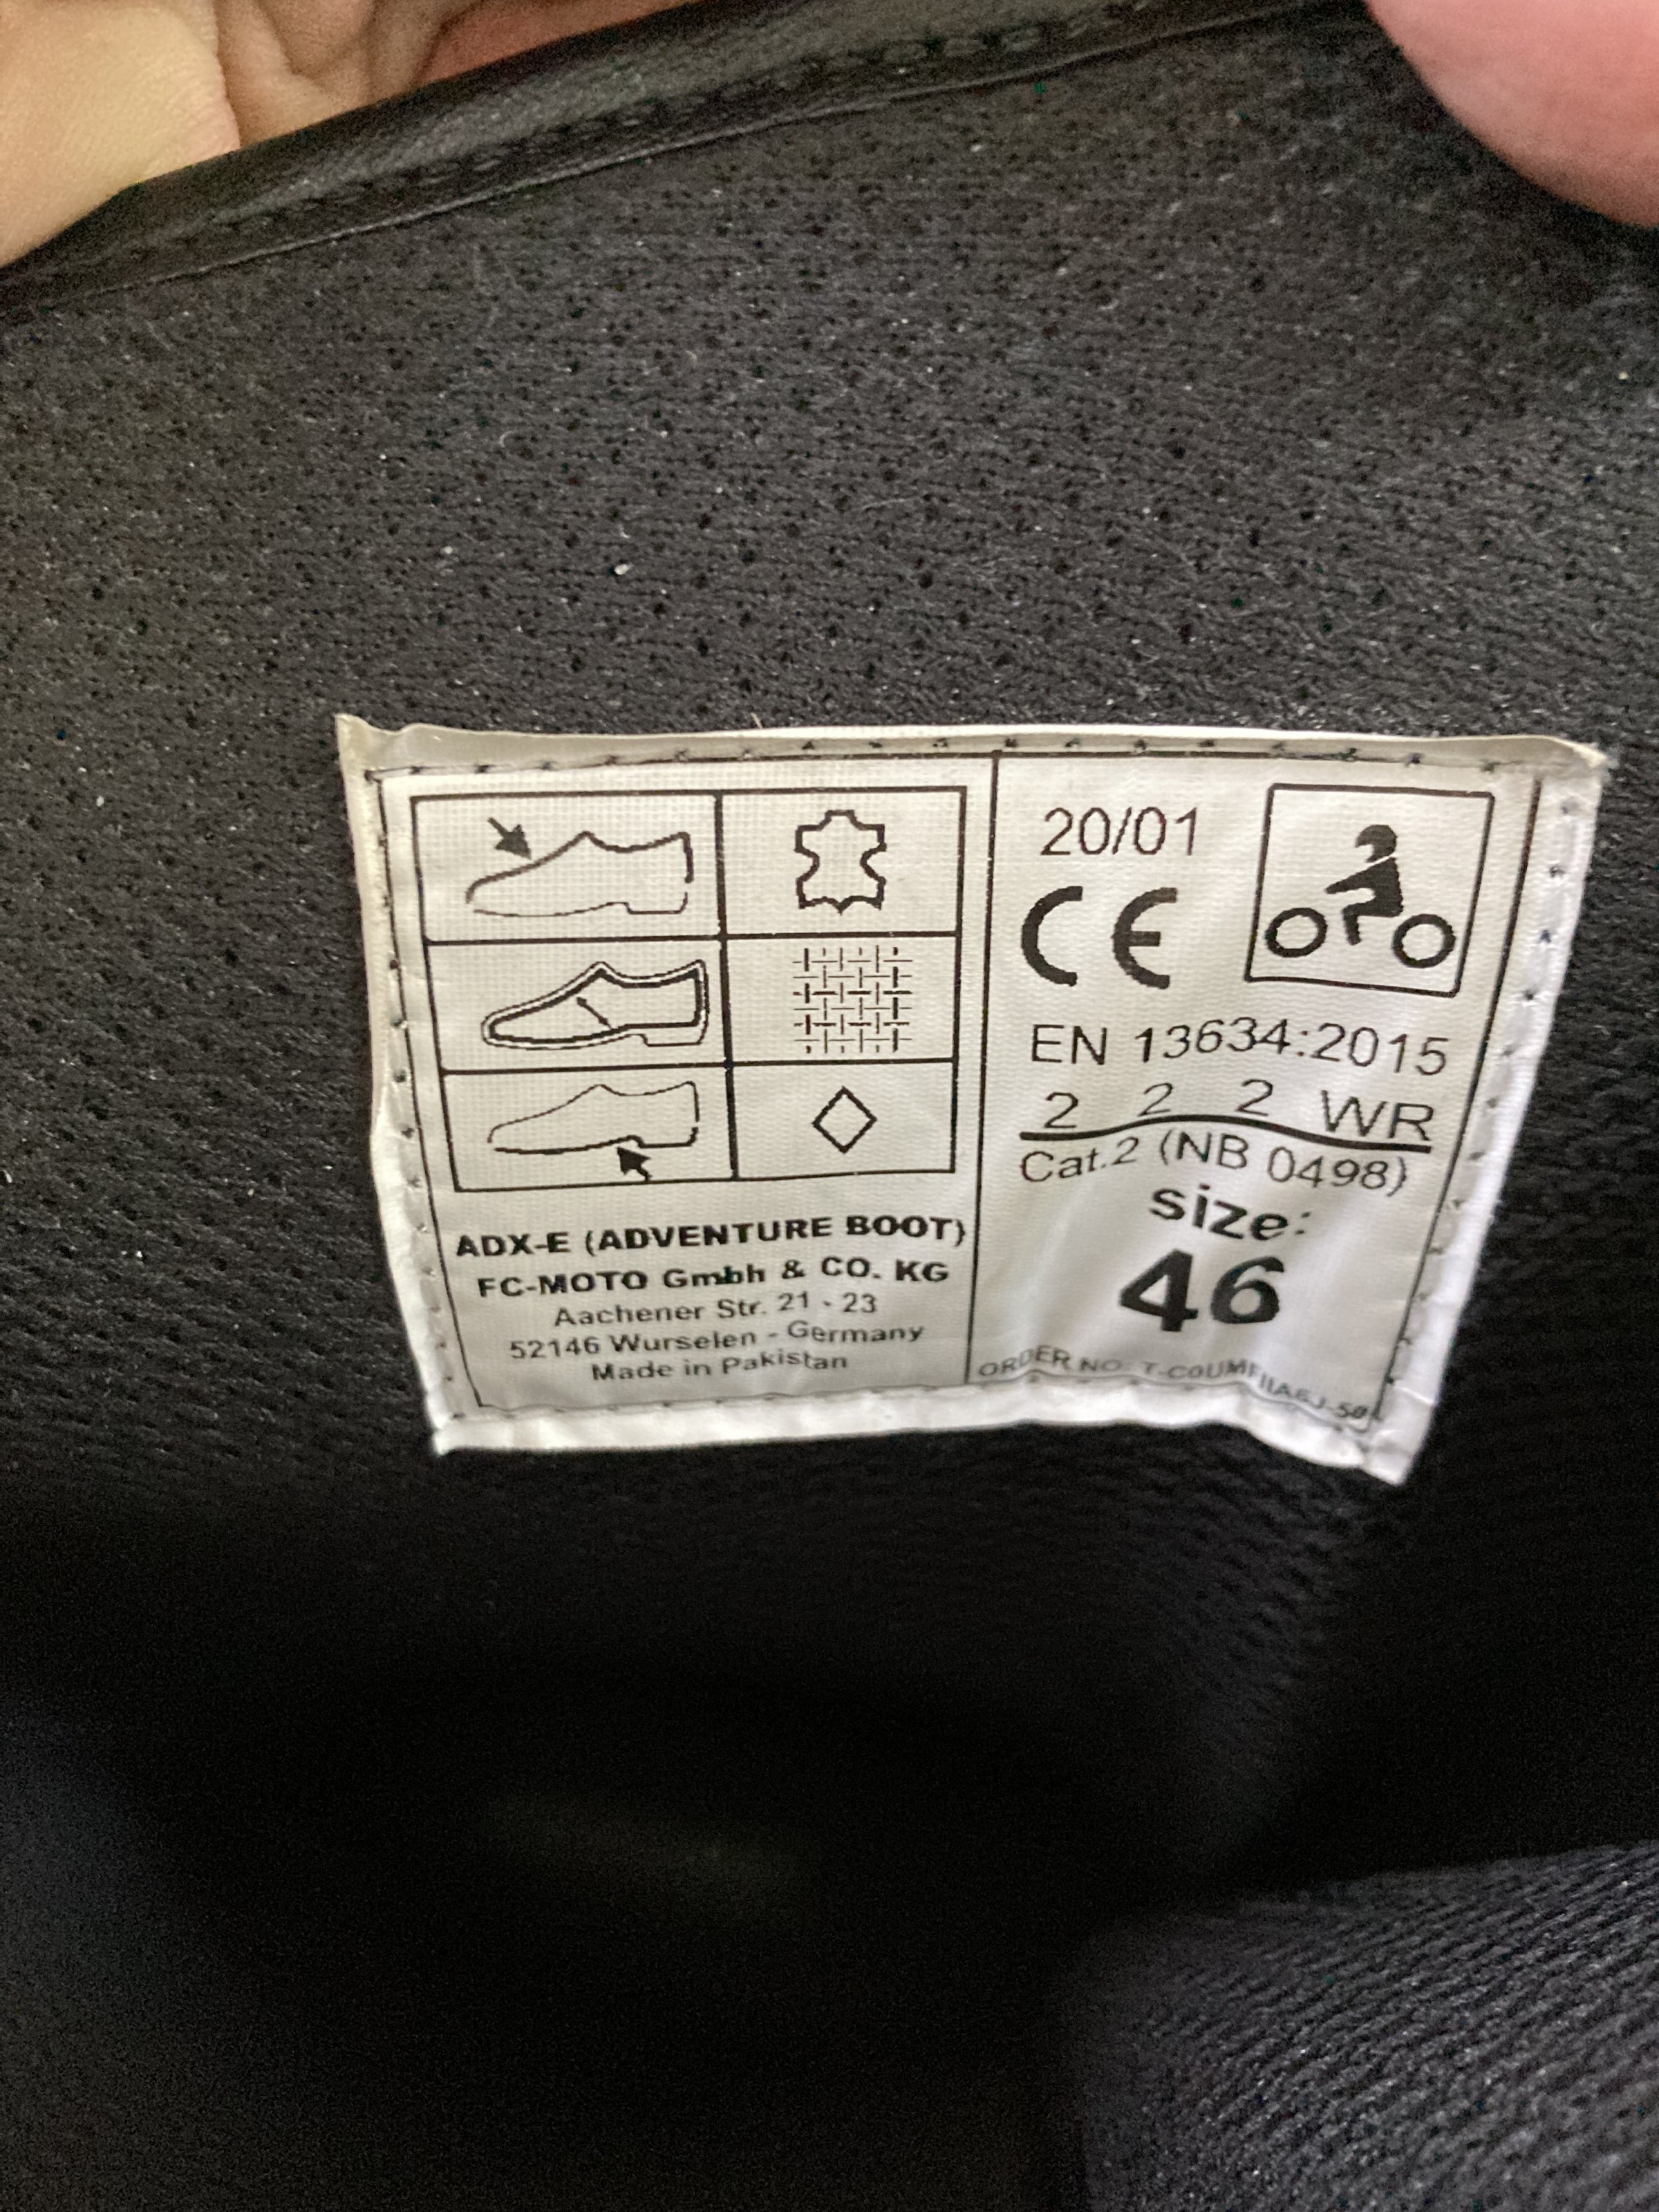 ADX-E (ADVENTURE BOOT)
FC-MOTO Gmbh & CO. KG
Aachener Str. 21 - 23
52146 Wurselen - Germany
Made in Pakistan
20/01
CE
EN 13634:2015
2 2 2 WR
Cat.2 (NB 0498)
size:
46
ORDER NO: